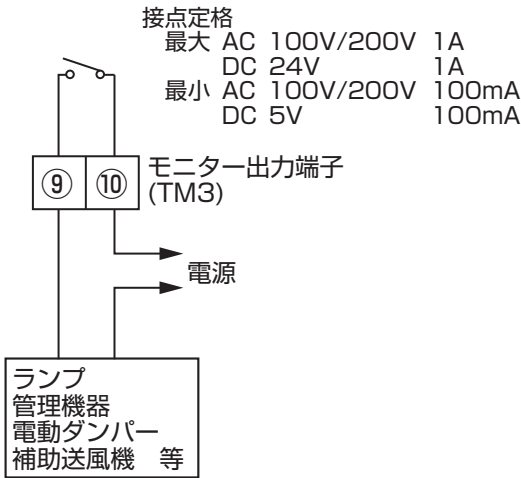 接点定格
最大 AC 100V/200V 1A
DC 24V 1A
最小 AC 100V/200V 100mA
DC 5V 100mA
⑨ ⑩ モニター出力端子
(TM3)
電源
ランプ
管理機器
電動ダンパー
補助送風機 等